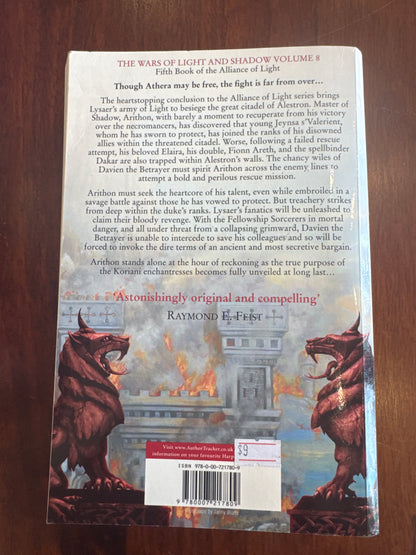 THE WARS OF LIGHT AND SHADOW VOLUME 8
Fifth Book of the Alliance of Light
Though Athera may be free, the fight is far from over…
The heartstopping conclusion to the Alliance of Light series brings
Lysaer's army of Light to besiege the great citadel of Alestron. Master of
Shadow, Arithon, with barely a moment to recuperate from his victory
over the necromancers, has discovered that young Jeynsa s'Valerient,
whom he has sworn to protect, has joined the ranks of his disowned
allies within the threatened citadel. Worse, following a failed rescue
attempt, his beloved Elaira, his double, Fionn Areth, and the spellbinder
Dakar are also trapped within Alestron's walls. The chancy wiles of
Davien the Betrayer must spirit Arithon across the enemy lines to
attempt a bold and perilous rescue mission.
Arithon must seek the heartcore of his talent, even while embroiled in a
savage battle against those he has vowed to protect. But treachery strikes
from deep within the duke's ranks. Lysaer's fanatics will be unleashed to
claim their bloody revenge. With the Fellowship Sorcerers in mortal
danger, and all under threat from a collapsing grimward, Davien the
Betrayer is unable to intercede to save his colleagues and so will be
forced to invoke the dire terms of an ancient and most secretive bargain.
Arithon stands alone at the hour of reckoning as the true purpose of
the Koriani enchantresses becomes fully unveiled at long last…
'Astonishingly original and compelling'
RAYMOND E. FEIST
Visit www.AuthorTracker.co.uk
information on your favourite Harp
$9
ISBN 978-0-00-721780-9
9 780007 217809
by Janny Wurts